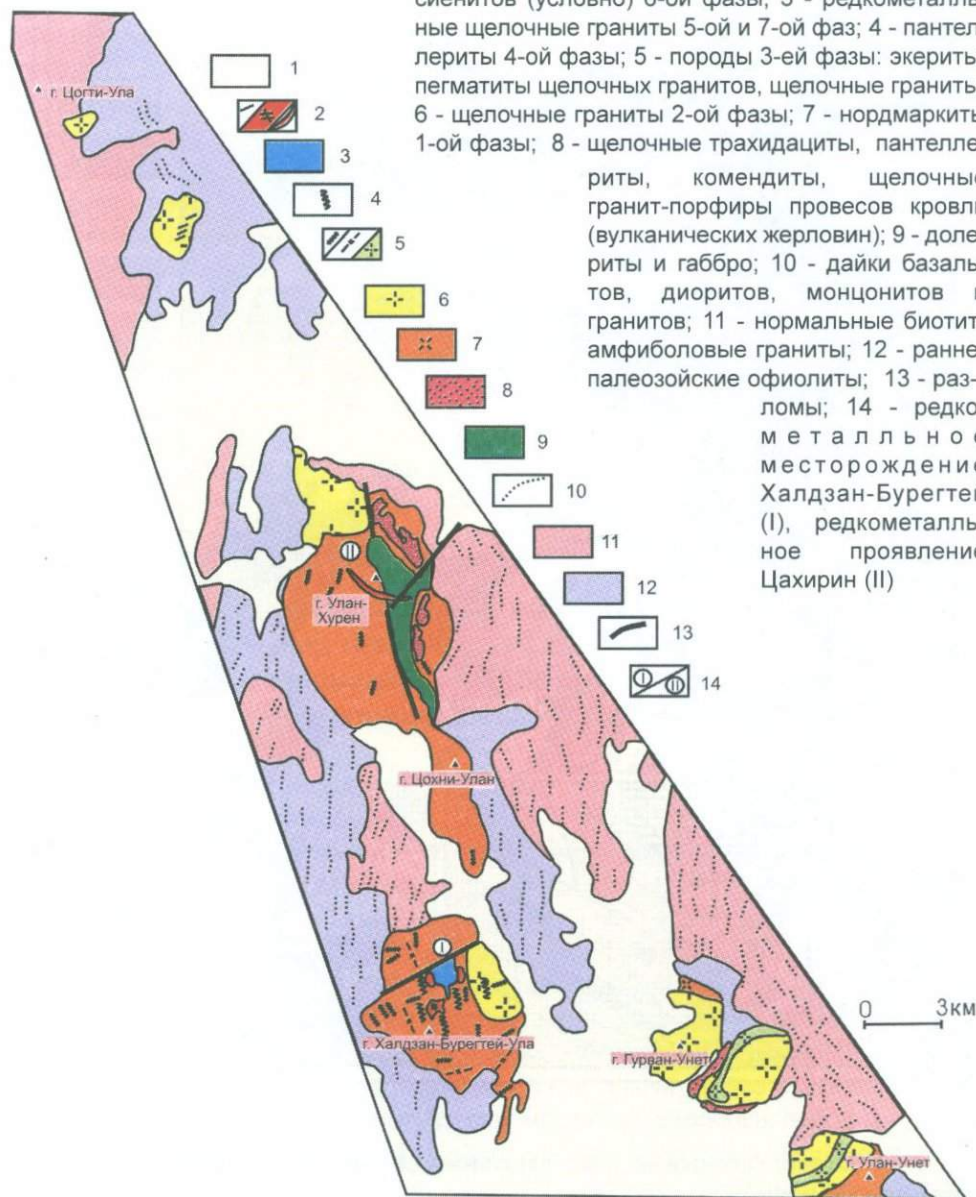 сиенитов (условно) 6-ой фазы; 3 - редкометалль
ные щелочные граниты 5-ой и 7-ой фаз; 4 - пантел
лериты 4-ой фазы; 5 - породы 3-ей фазы: экериты
пегматиты щелочных гранитов, щелочные граниты
6 - щелочные граниты 2-ой фазы; 7 - нордмаркиты
1-ой фазы; 8 - щелочные трахидациты, пантелле
риты, комендиты, щелочные
гранит-порфиры провесов кровли
(вулканических жерловин); 9 - доле
риты и габбро; 10 - дайки базаль
тов, диоритов, монцонитов и
гранитов; 11 - нормальные биотит
амфиболовые граниты; 12 - ранне
палеозойские офиолиты; 13 - раз-
ломы; 14 - редко
металльное
месторождение
Халдзан-Бурегтей
(I), редкометалль
ное проявление
Цахирин (II)
1
2
3
4
5
6
7
8
9
10
11
12
13
I II 14
г. Цогти-Ула
II
г. Улан-
Хурен
г. Цохни-Улан
I
г. Халдзан-Бурегтей-Ула
0 3км
г. Гурван-Унет
г. Улан-Унет